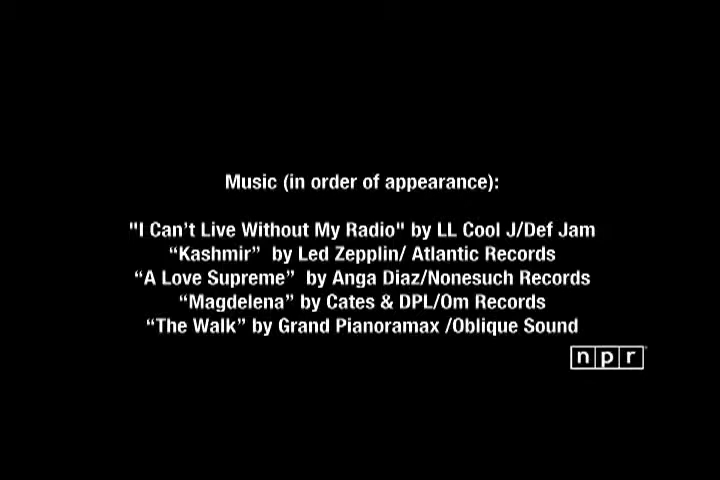 Music (in order of appearance):
"I Can't Live Without My Radio" by LL Cool J/Def Jam
“Kashmir”  by Led Zepplin/ Atlantic Records
“A Love Supreme”  by Anga Diaz/Nonesuch Records
“Magdelena” by Cates & DPL/Om Records
“The Walk” by Grand Pianoramax /Oblique Sound
npr